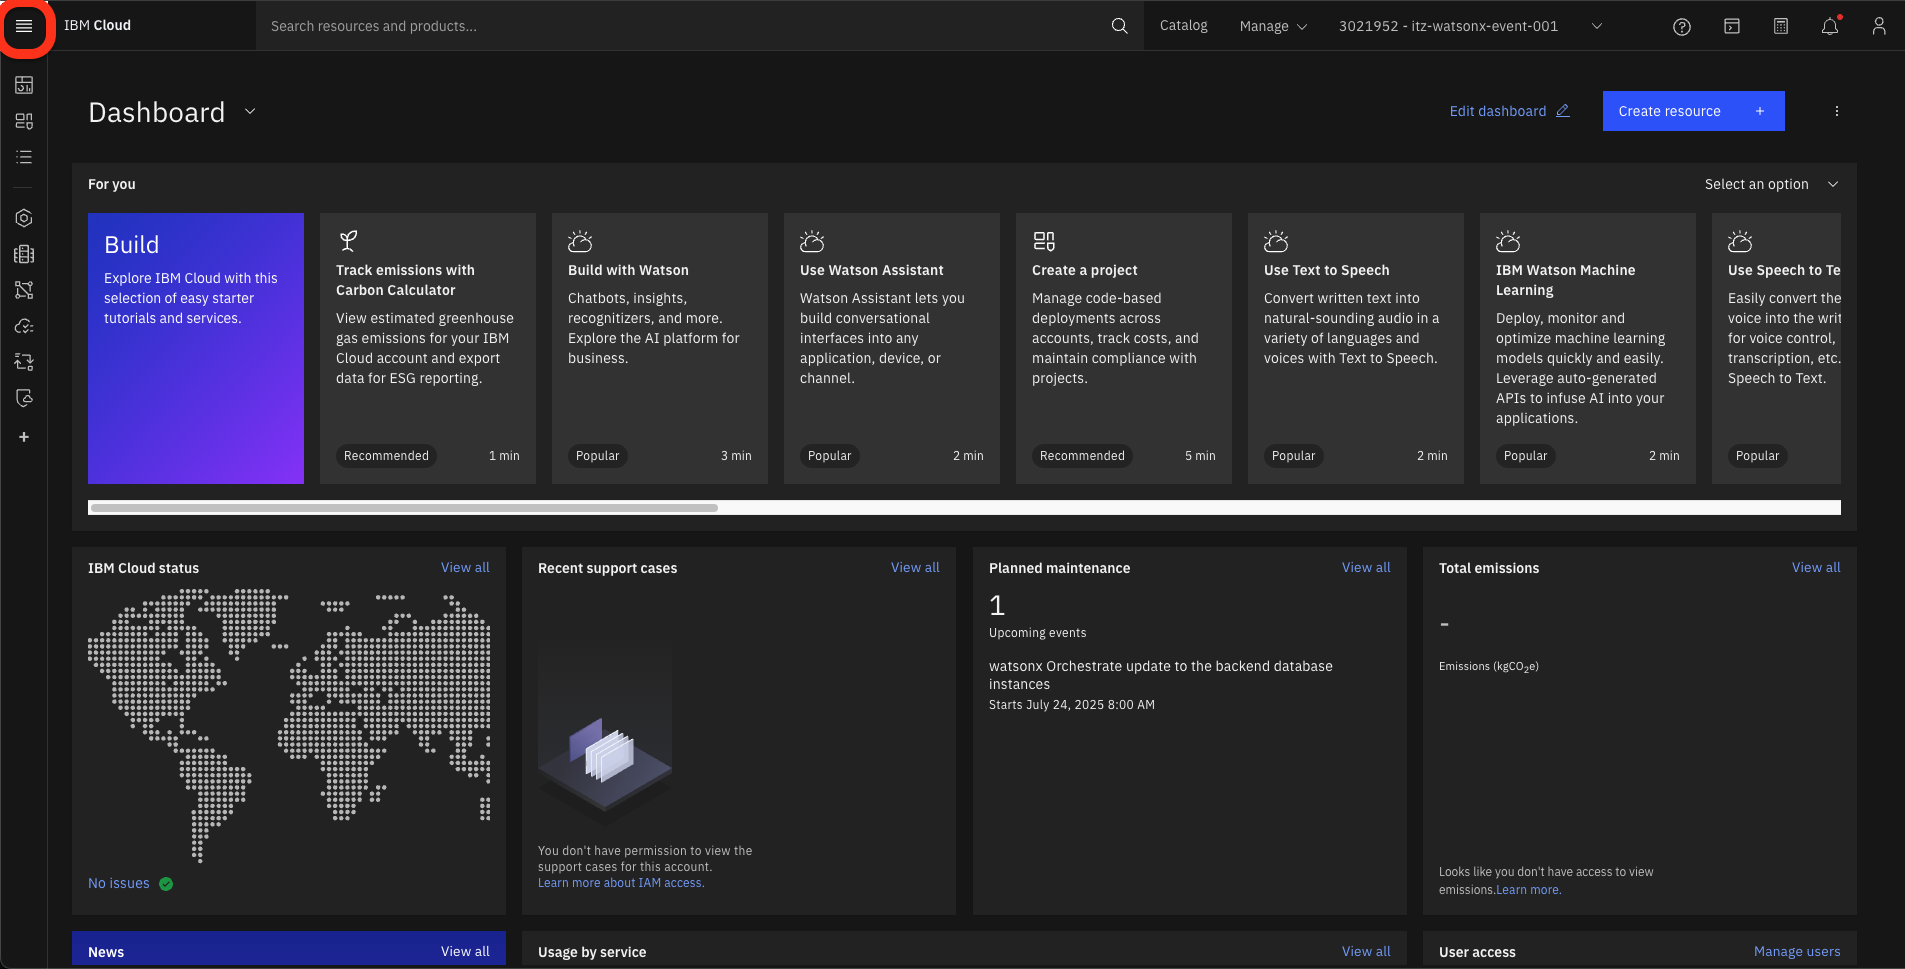 IBM Cloud
Search resources and products...
Catalog
Manage
3021952 - itz-watsonx-event-001
Dashboard
Edit dashboard
Create resource +
For you
Select an option
Build
Explore IBM Cloud with this
selection of easy starter
tutorials and services.
Track emissions with
Carbon Calculator
View estimated greenhouse
gas emissions for your IBM
Cloud account and export
data for ESG reporting.
Recommended
1 min
Build with Watson
Chatbots, insights,
recognitizers, and more.
Explore the AI platform for
business.
Popular
3 min
Use Watson Assistant
Watson Assistant lets you
build conversational
interfaces into any
application, device, or
channel.
Popular
2 min
Create a project
Manage code-based
deployments across
accounts, track costs, and
maintain compliance with
projects.
Recommended
5 min
Use Text to Speech
Convert written text into
natural-sounding audio in a
variety of languages and
voices with Text to Speech.
Popular
2 min
IBM Watson Machine
Learning
Deploy, monitor and
optimize machine learning
models quickly and easily.
Leverage auto-generated
APIs to infuse AI into your
applications.
Popular
2 min
Use Speech to Te
Easily convert the
voice into the writ
for voice control,
transcription, etc.
Speech to Text.
Popular
IBM Cloud status
View all
No issues
Recent support cases
View all
You don't have permission to view the
support cases for this account.
Learn more about IAM access.
Planned maintenance
View all
1
Upcoming events
watsonx Orchestrate update to the backend database
instances
Starts July 24, 2025 8:00 AM
Total emissions
View all
-
Emissions (kgCO2e)
Looks like you don't have access to view
emissions.Learn more.
News
View all
Usage by service
View all
User access
Manage users